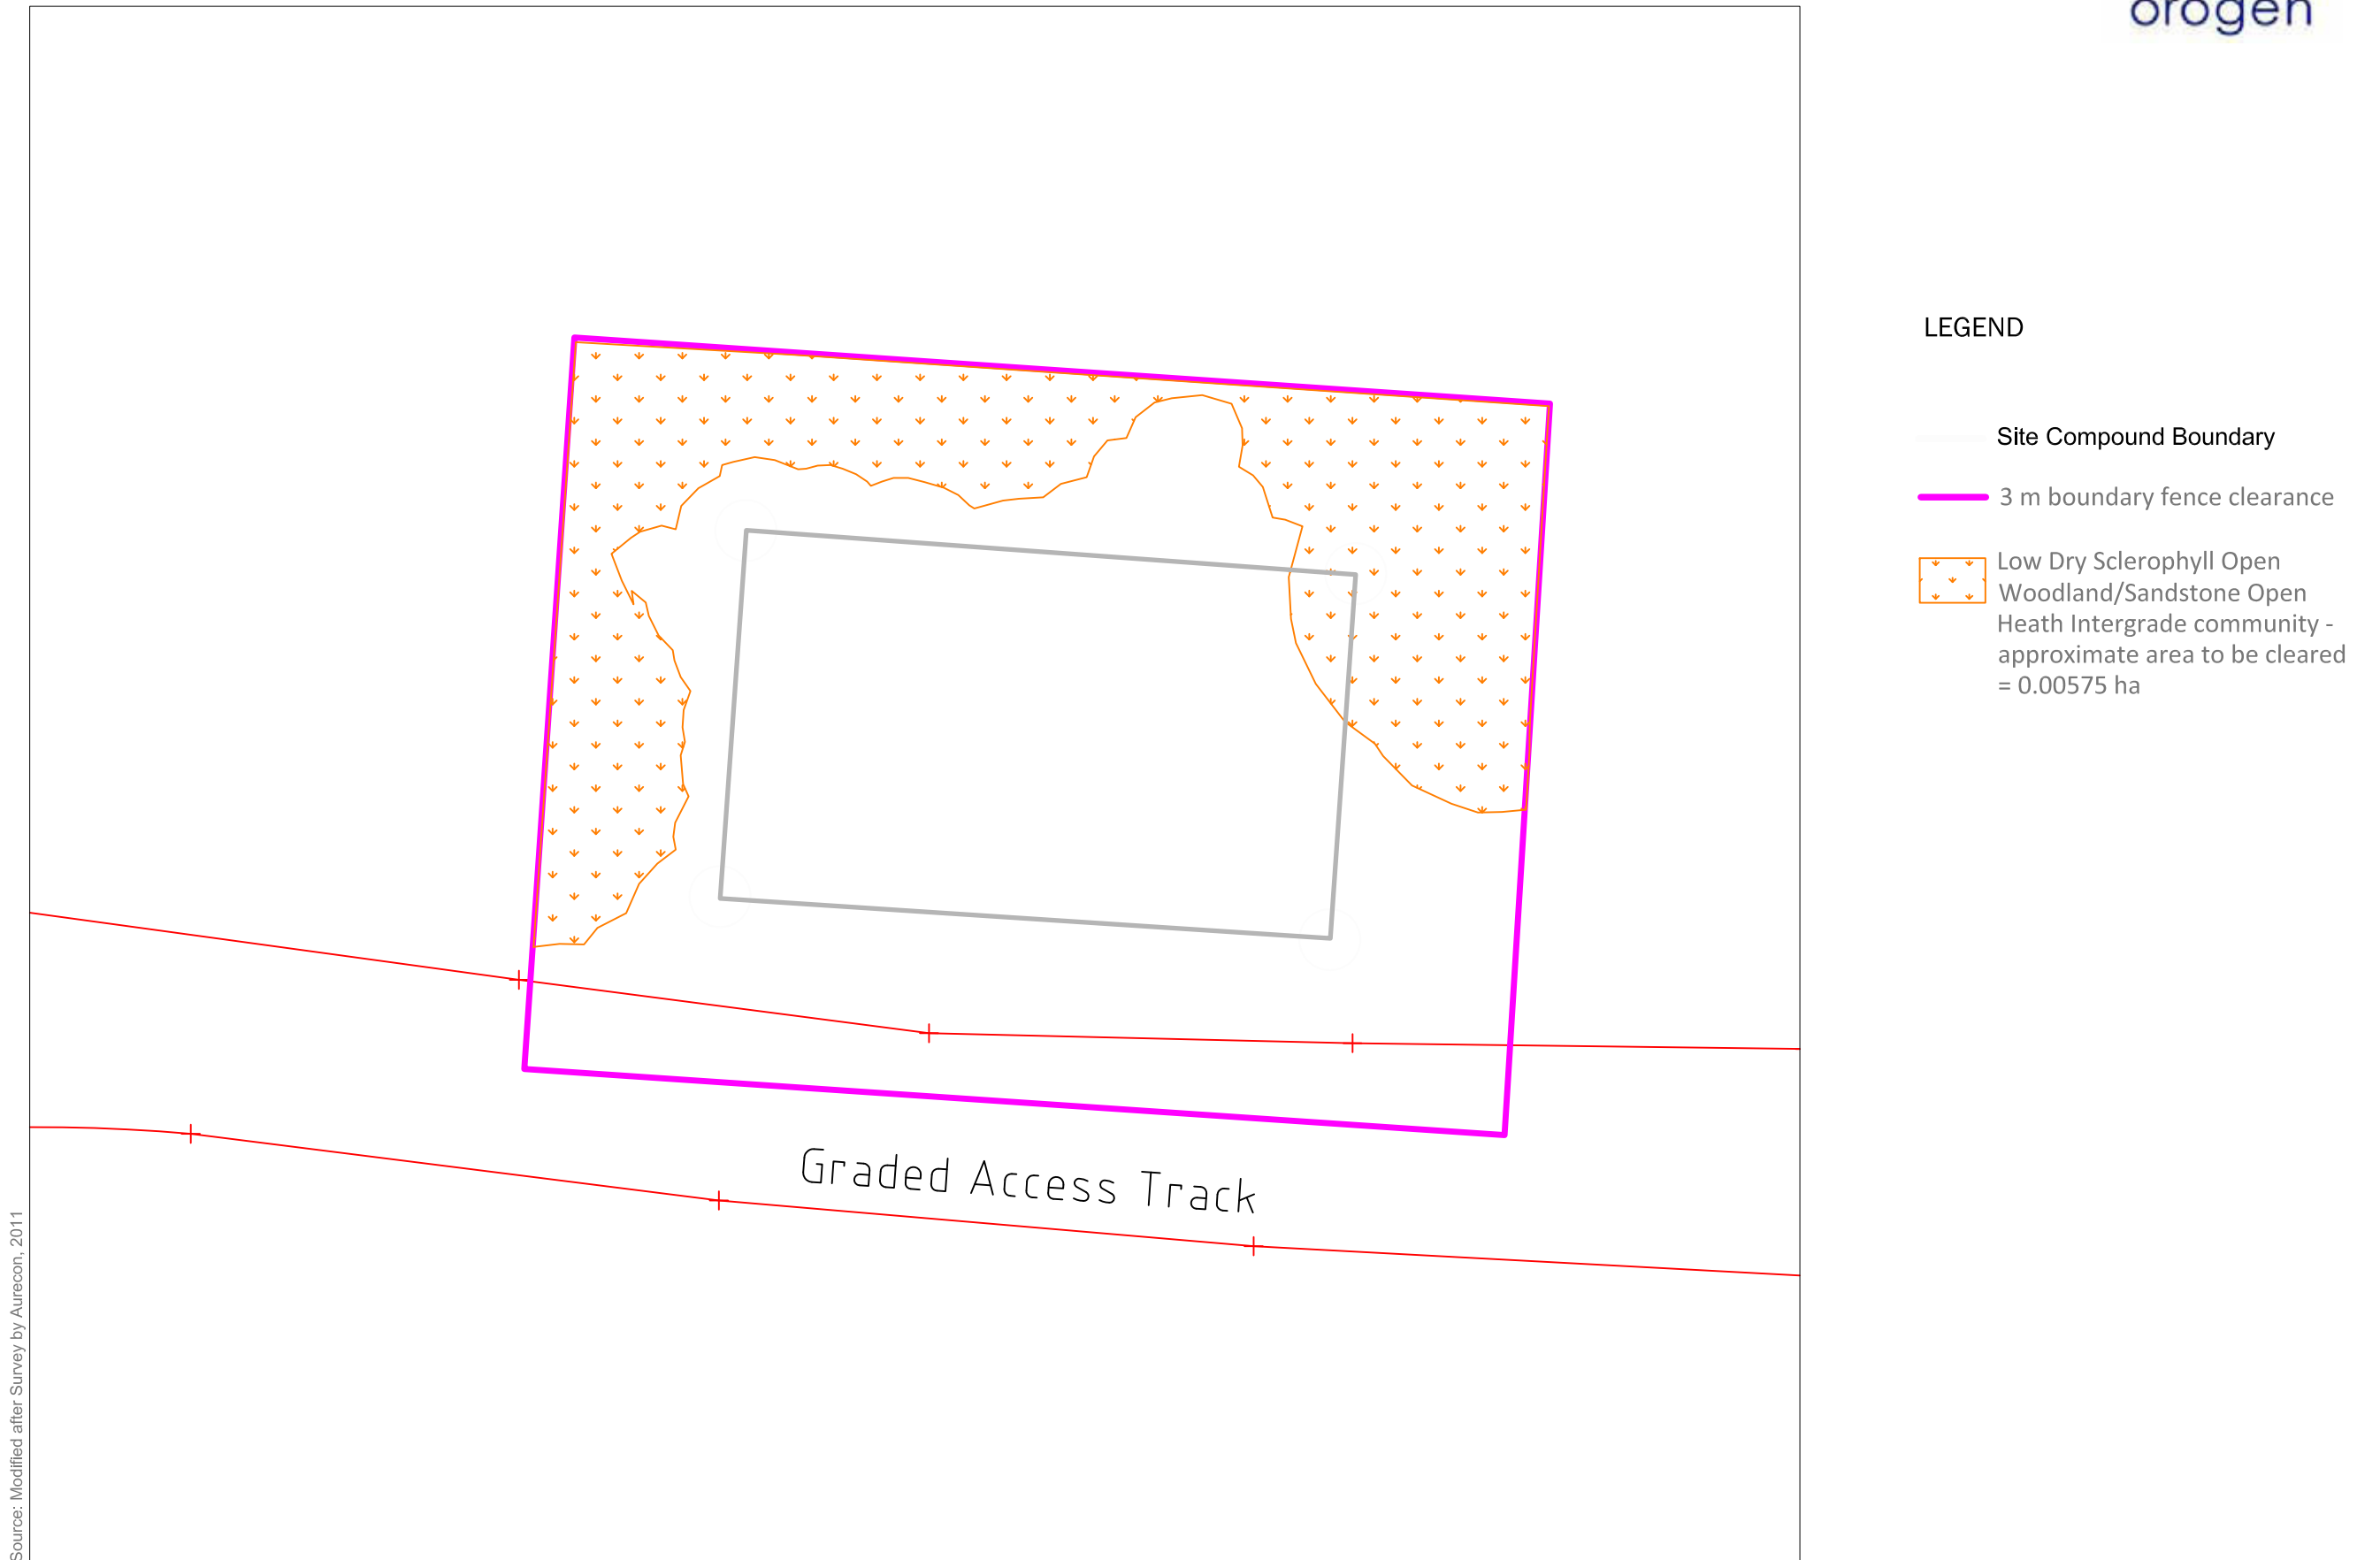 orogen
LEGEND
Site Compound Boundary
3 m boundary fence clearance
Low Dry Sclerophyll Open
Woodland/Sandstone Open
Heath Intergrade community -
approximate area to be cleared
= 0.00575 ha
Graded Access Track
Source: Modified after Survey by Aurecon, 2011